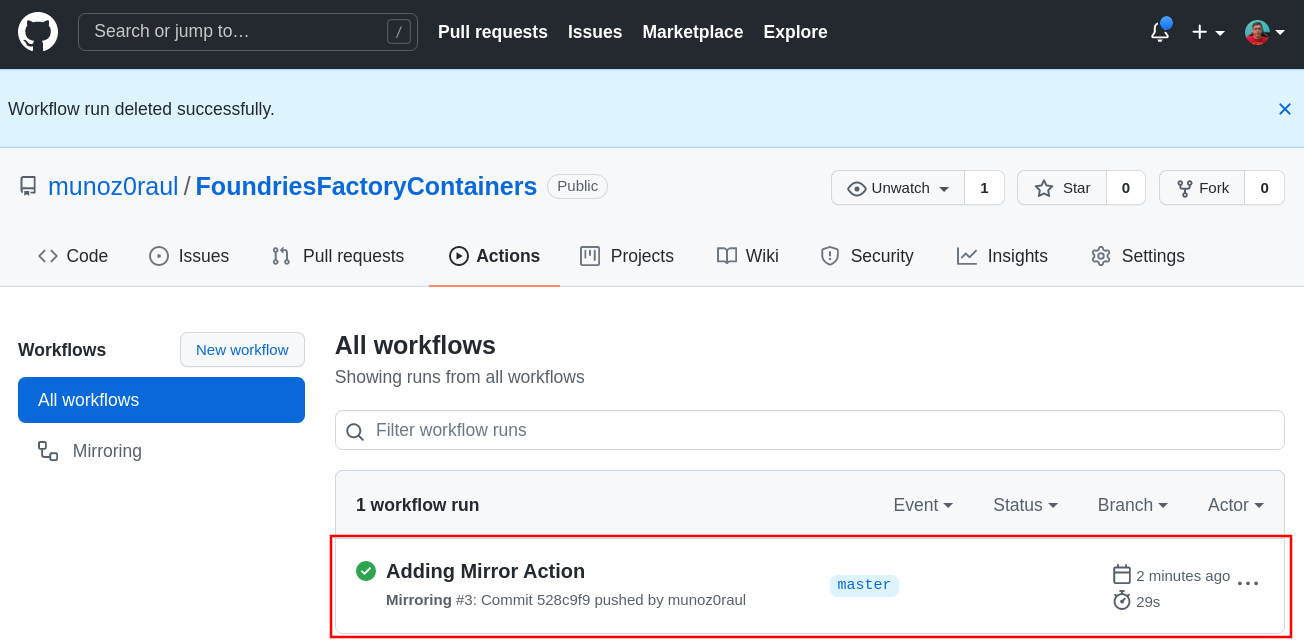 Search or jump to… /
Pull requests Issues Marketplace Explore
Workflow run deleted successfully.
munoz0raul / FoundriesFactoryContainers Public
Unwatch 1 Star 0 Fork 0
Code Issues Pull requests Actions Projects Wiki Security Insights Settings
Workflows New workflow
All workflows
Mirroring
All workflows
Showing runs from all workflows
Filter workflow runs
1 workflow run Event Status Branch Actor
Adding Mirror Action
Mirroring #3: Commit 528c9f9 pushed by munoz0raul
master
2 minutes ago ...
29s